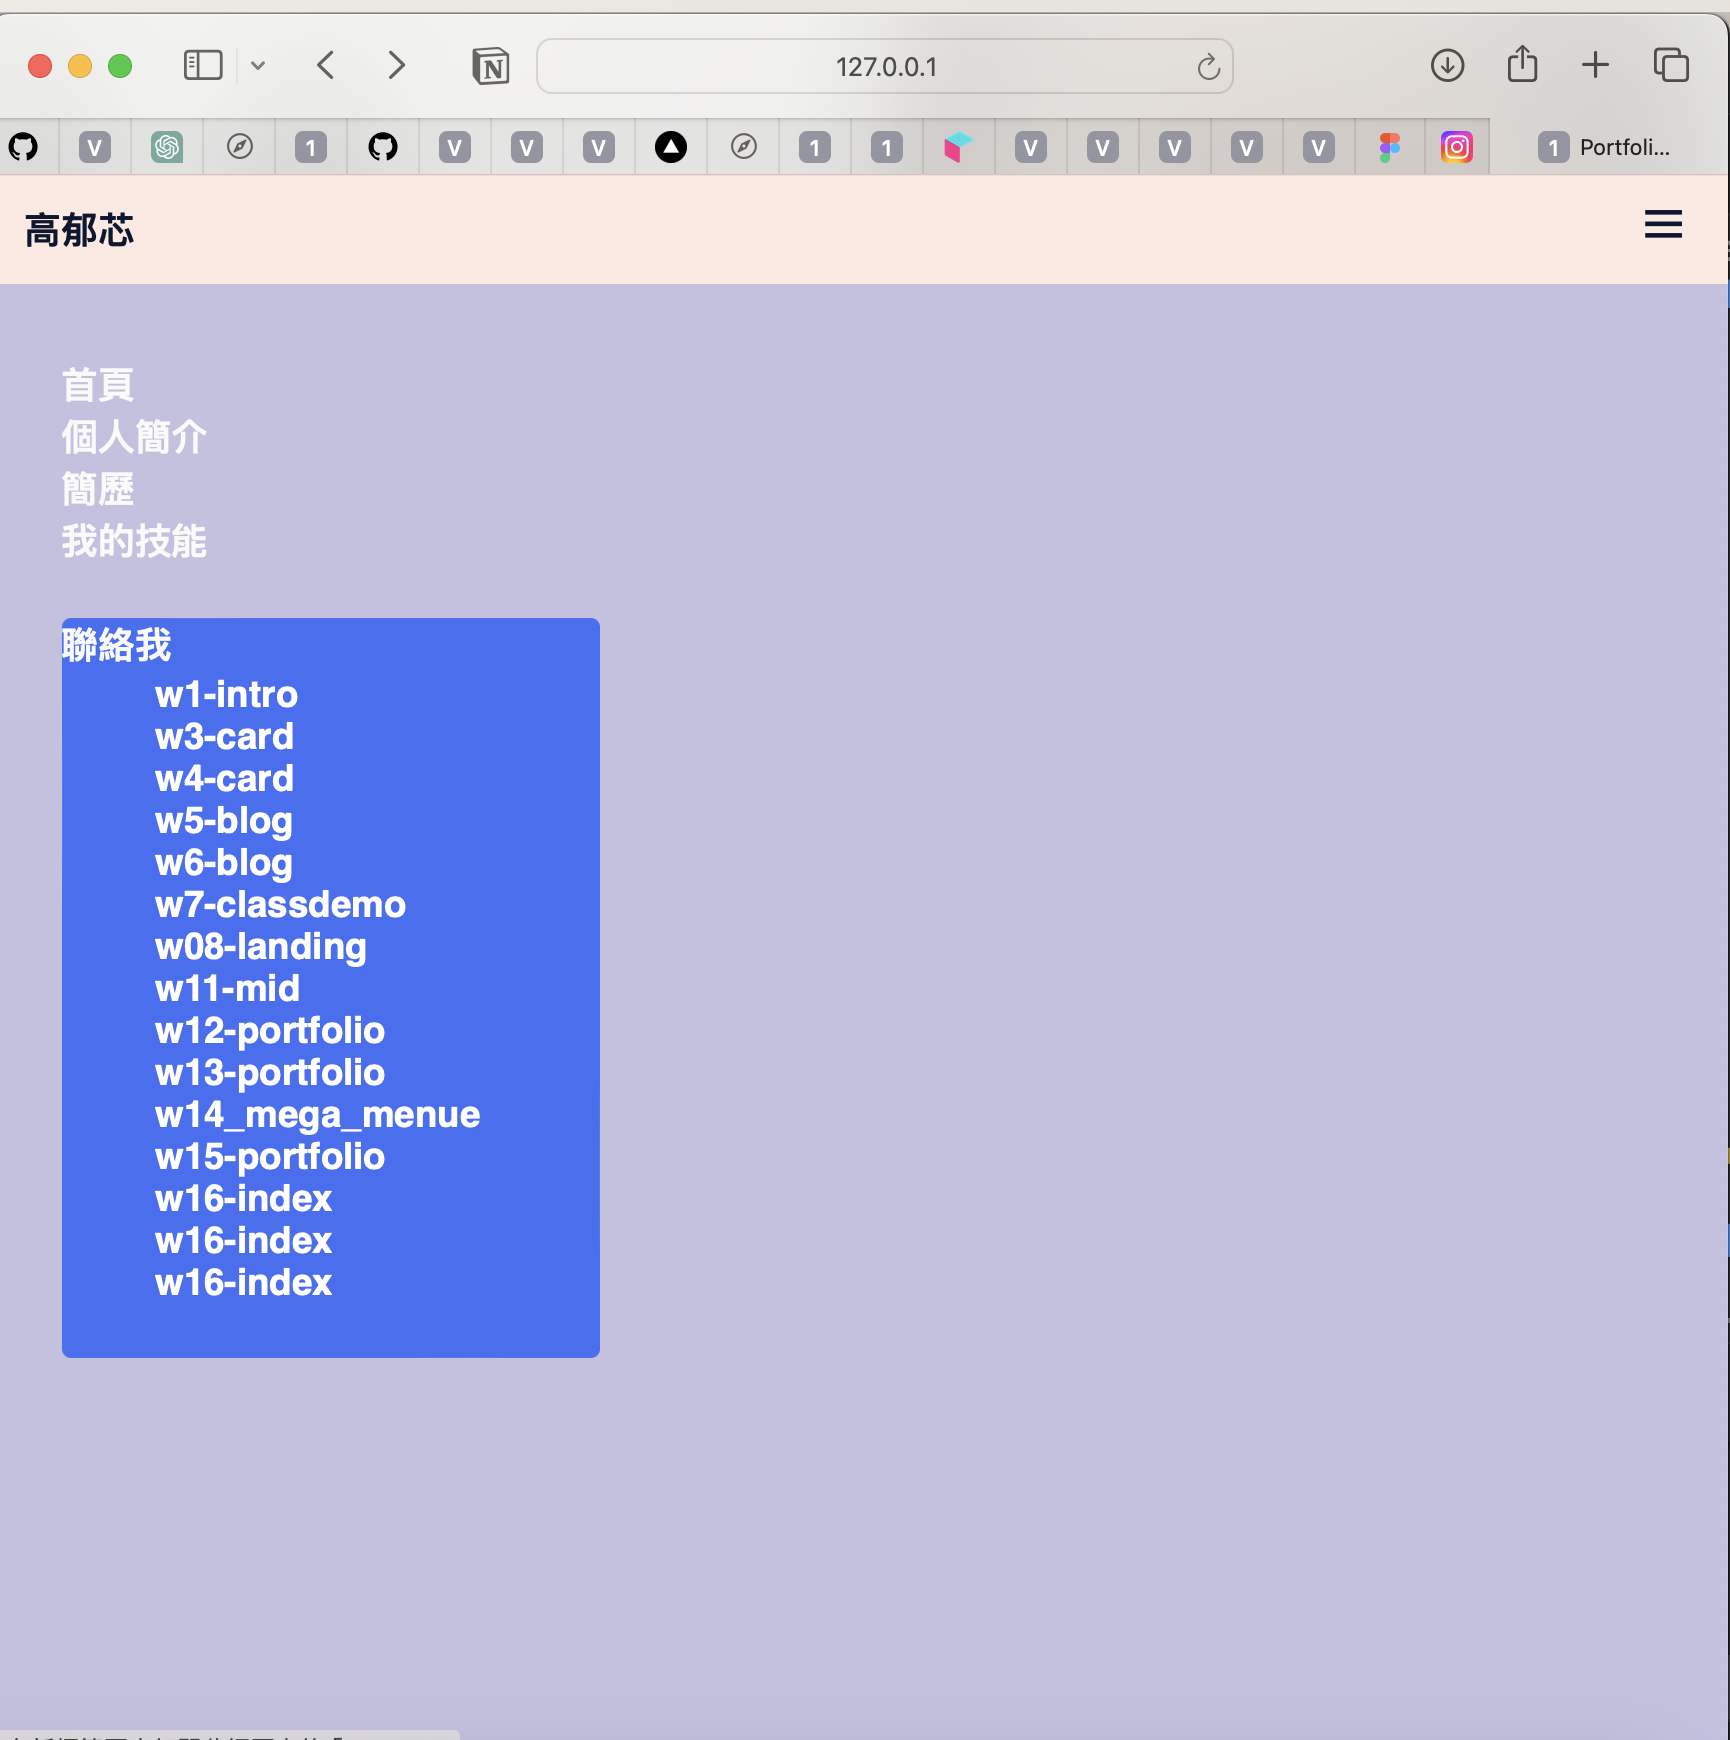 127.0.0.1
V
1
V
V
V
1
1
V
V
V
V
V
1 Portfoli...
高郁芯
首頁
個人簡介
簡歷
我的技能
聯絡我
w1-intro
w3-card
w4-card
w5-blog
w6-blog
w7-classdemo
w08-landing
w11-mid
w12-portfolio
w13-portfolio
w14_mega_menue
w15-portfolio
w16-index
w16-index
w16-index